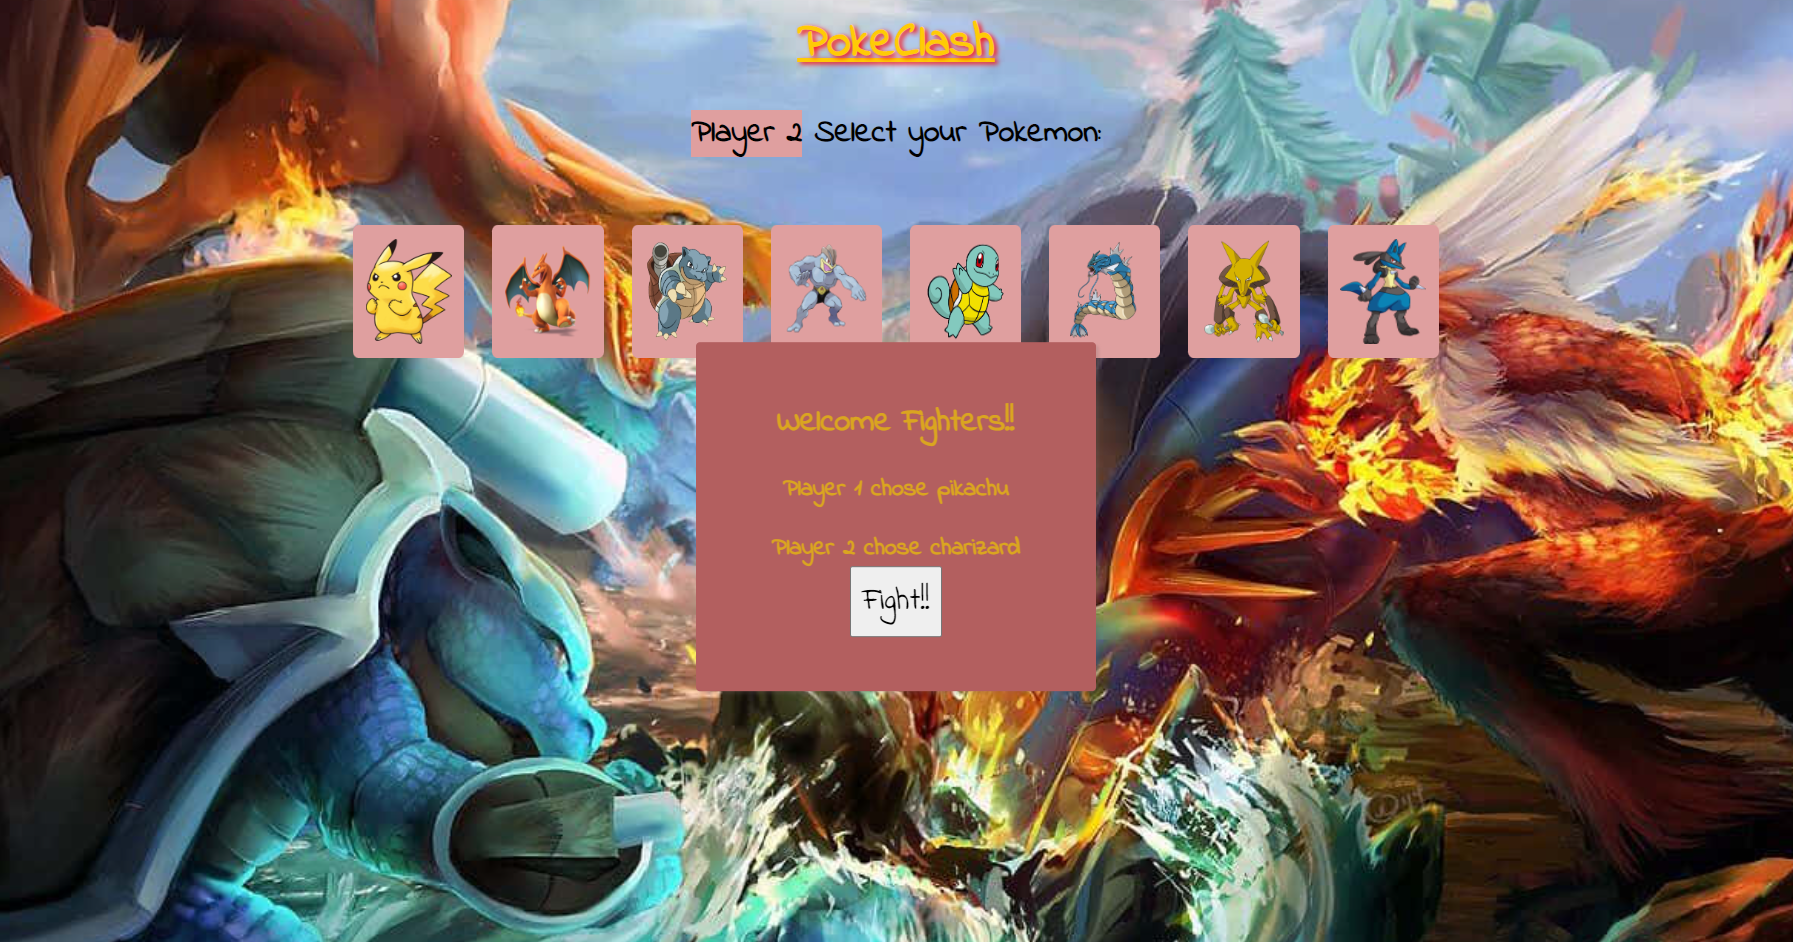 PokeClash
Player 2 Select your Pokemon:
Welcome Fighters!!
Player 1 chose pikachu
Player 2 chose charizard
Fight!!